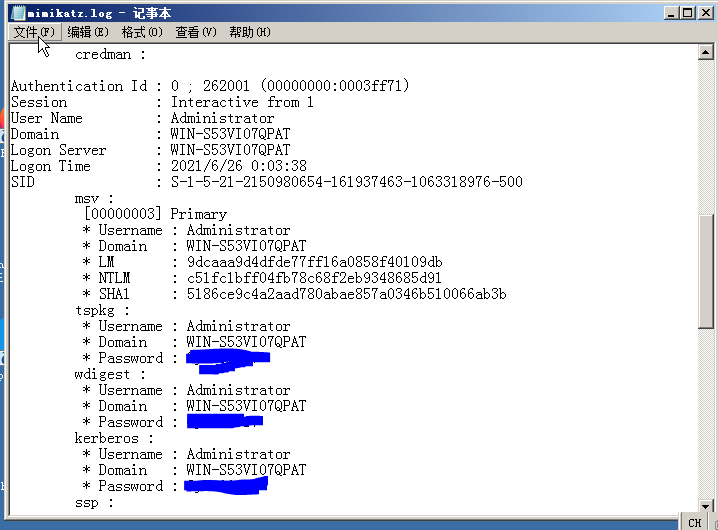 mimikatz.log - 记事本
文件(F) 编辑(E) 格式(O) 查看(V) 帮助(H)
credman :
Authentication Id : 0 ; 262001 (00000000:0003ff71)
Session : Interactive from 1
User Name : Administrator
Domain : WIN-S53VI07QPAT
Logon Server : WIN-S53VI07QPAT
Logon Time : 2021/6/26 0:03:38
SID : S-1-5-21-2150980654-161937463-1063318976-500
msv :
[00000003] Primary
* Username : Administrator
* Domain : WIN-S53VI07QPAT
* LM : 9dcaaa9d4dfde77ff16a0858f40109db
* NTLM : c51fc1bff04fb78c68f2eb9348685d91
* SHA1 : 5186ce9c4a2aad780abae857a0346b510066ab3b
tspkg :
* Username : Administrator
* Domain : WIN-S53VI07QPAT
* Password :
wdigest :
* Username : Administrator
* Domain : WIN-S53VI07QPAT
* Password :
kerberos :
* Username : Administrator
* Domain : WIN-S53VI07QPAT
* Password :
ssp :
CH